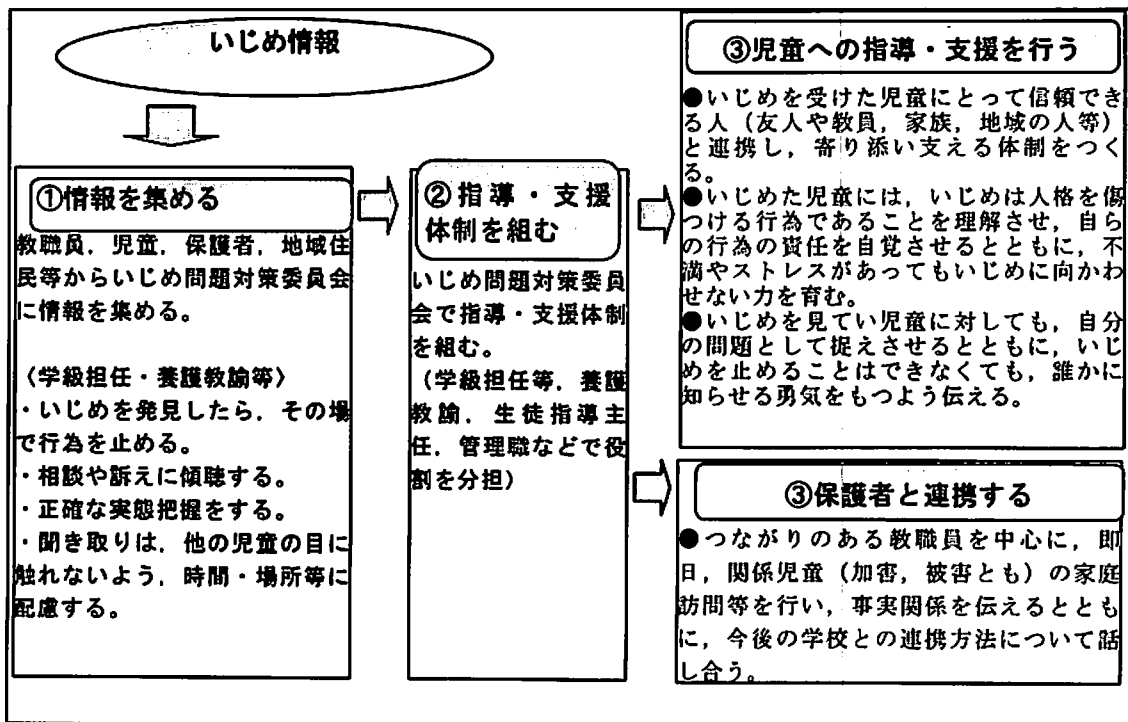 いじめ情報
①情報を集める
教職員，児童，保護者，地域住
民等からいじめ問題対策委員会
に情報を集める。
〈学級担任・養護教諭等〉
・いじめを発見したら，その場
で行為を止める。
・相談や訴えに傾聴する。
・正確な実態把握をする。
・聞き取りは，他の児童の目に
触れないよう，時間・場所等に
配慮する。
②指導・支援
体制を組む
いじめ問題対策委員
会で指導・支援体制
を組む。
（学級担任等，養護
教諭，生徒指導主
任，管理職などで役
割を分担）
③児童への指導・支援を行う
●いじめを受けた児童にとって信頼でき
る人（友人や教員，家族，地域の人等）
と連携し，寄り添い支える体制をつく
る。
●いじめた児童には，いじめは人格を傷
つける行為であることを理解させ，自ら
の行為の責任を自覚させるとともに，不
満やストレスがあってもいじめに向かわ
せない力を育む。
●いじめを見てい児童に対しても，自分
の問題として捉えさせるとともに，いじ
めを止めることはできなくても，誰かに
知らせる勇気をもつよう伝える。
③保護者と連携する
●つながりのある教職員を中心に，即
日，関係児童（加害，被害とも）の家庭
訪問等を行い，事実関係を伝えるととも
に，今後の学校との連携方法について話
し合う。